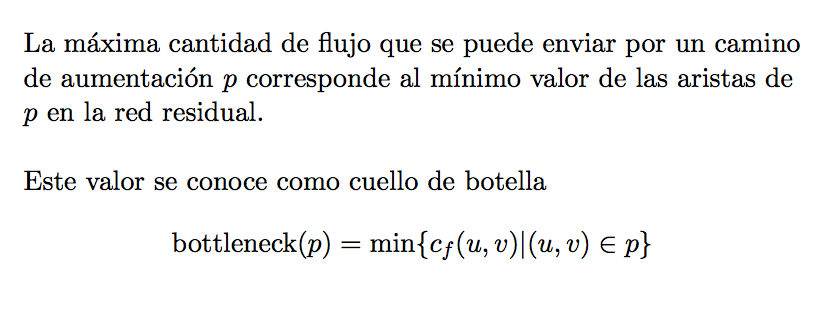 La máxima cantidad de flujo que se puede enviar por un camino
de aumentación p corresponde al mínimo valor de las aristas de
p en la red residual.
Este valor se conoce como cuello de botella
bottleneck(p) = min{c_f(u, v)|(u, v) ∈ p}